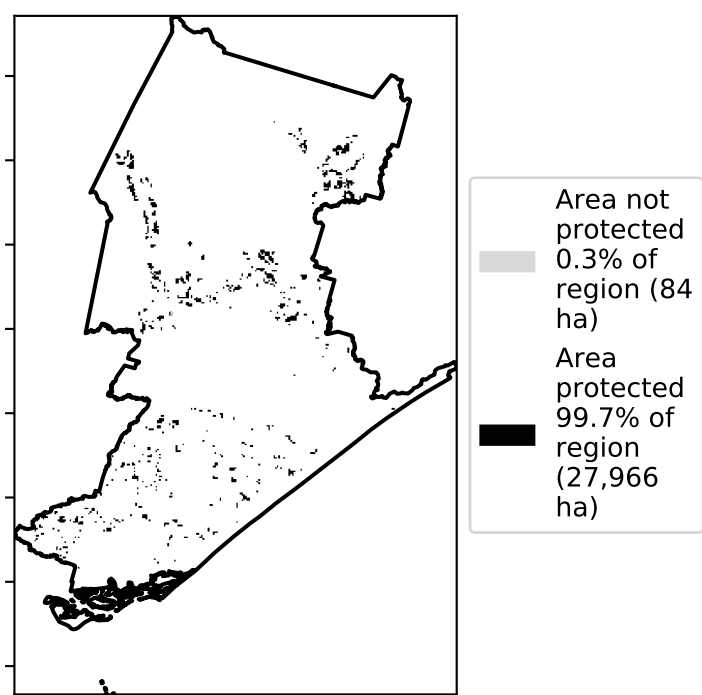 Area not
protected
0.3% of
region (84
ha)
Area
protected
99.7% of
region
(27,966
ha)